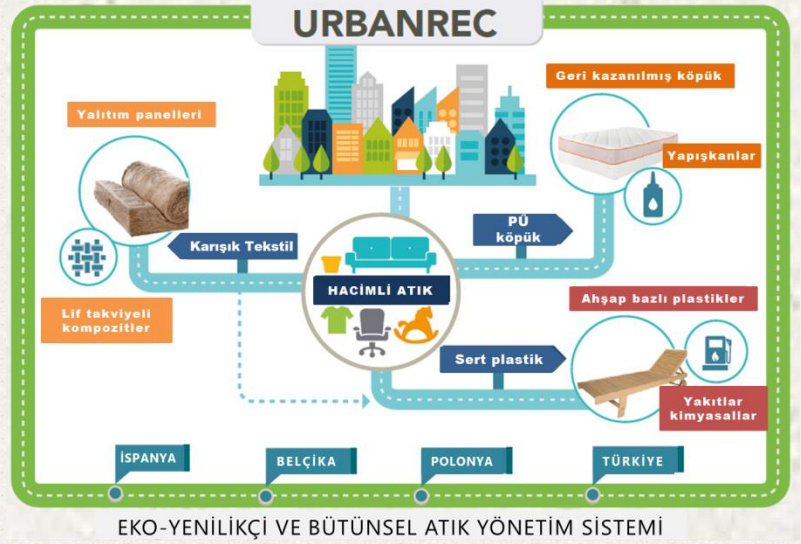 URBANREC
Geri kazanılmış köpük
Yalıtım panelleri
Yapışkanlar
PÜ
köpük
Karışık Tekstil
HACİMLİ ATIK
Ahşap bazlı plastikler
Lif takviyeli
kompozitler
Sert plastik
Yakıtlar
kimyasallar
İSPANYA
BELÇİKA
POLONYA
TÜRKİYE
EKO-YENİLİKÇİ VE BÜTÜNSEL ATIK YÖNETİM SİSTEMİ